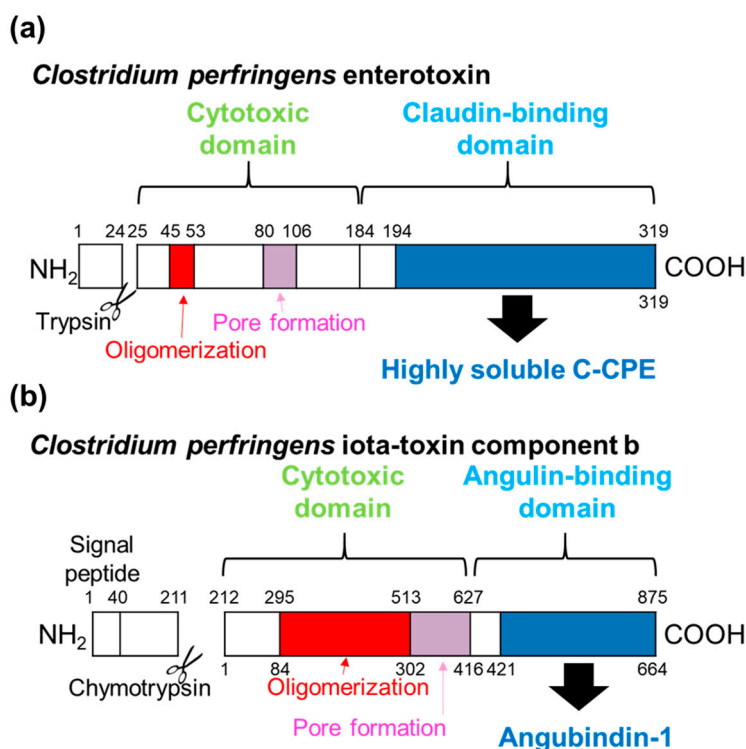 (a)
Clostridium perfringens enterotoxin
Cytotoxic
domain
Claudin-binding
domain
1 24 25 45 53 80 106 184 194 319
NH2 COOH
319
Trypsin
Pore formation
Oligomerization
Highly soluble C-CPE
(b)
Clostridium perfringens iota-toxin component b
Cytotoxic
domain
Angulin-binding
domain
Signal
peptide
1 40 211 212 295 513 627 875
NH2 COOH
1 84 302 416 421 664
Chymotrypsin
Oligomerization
Pore formation
Angubindin-1